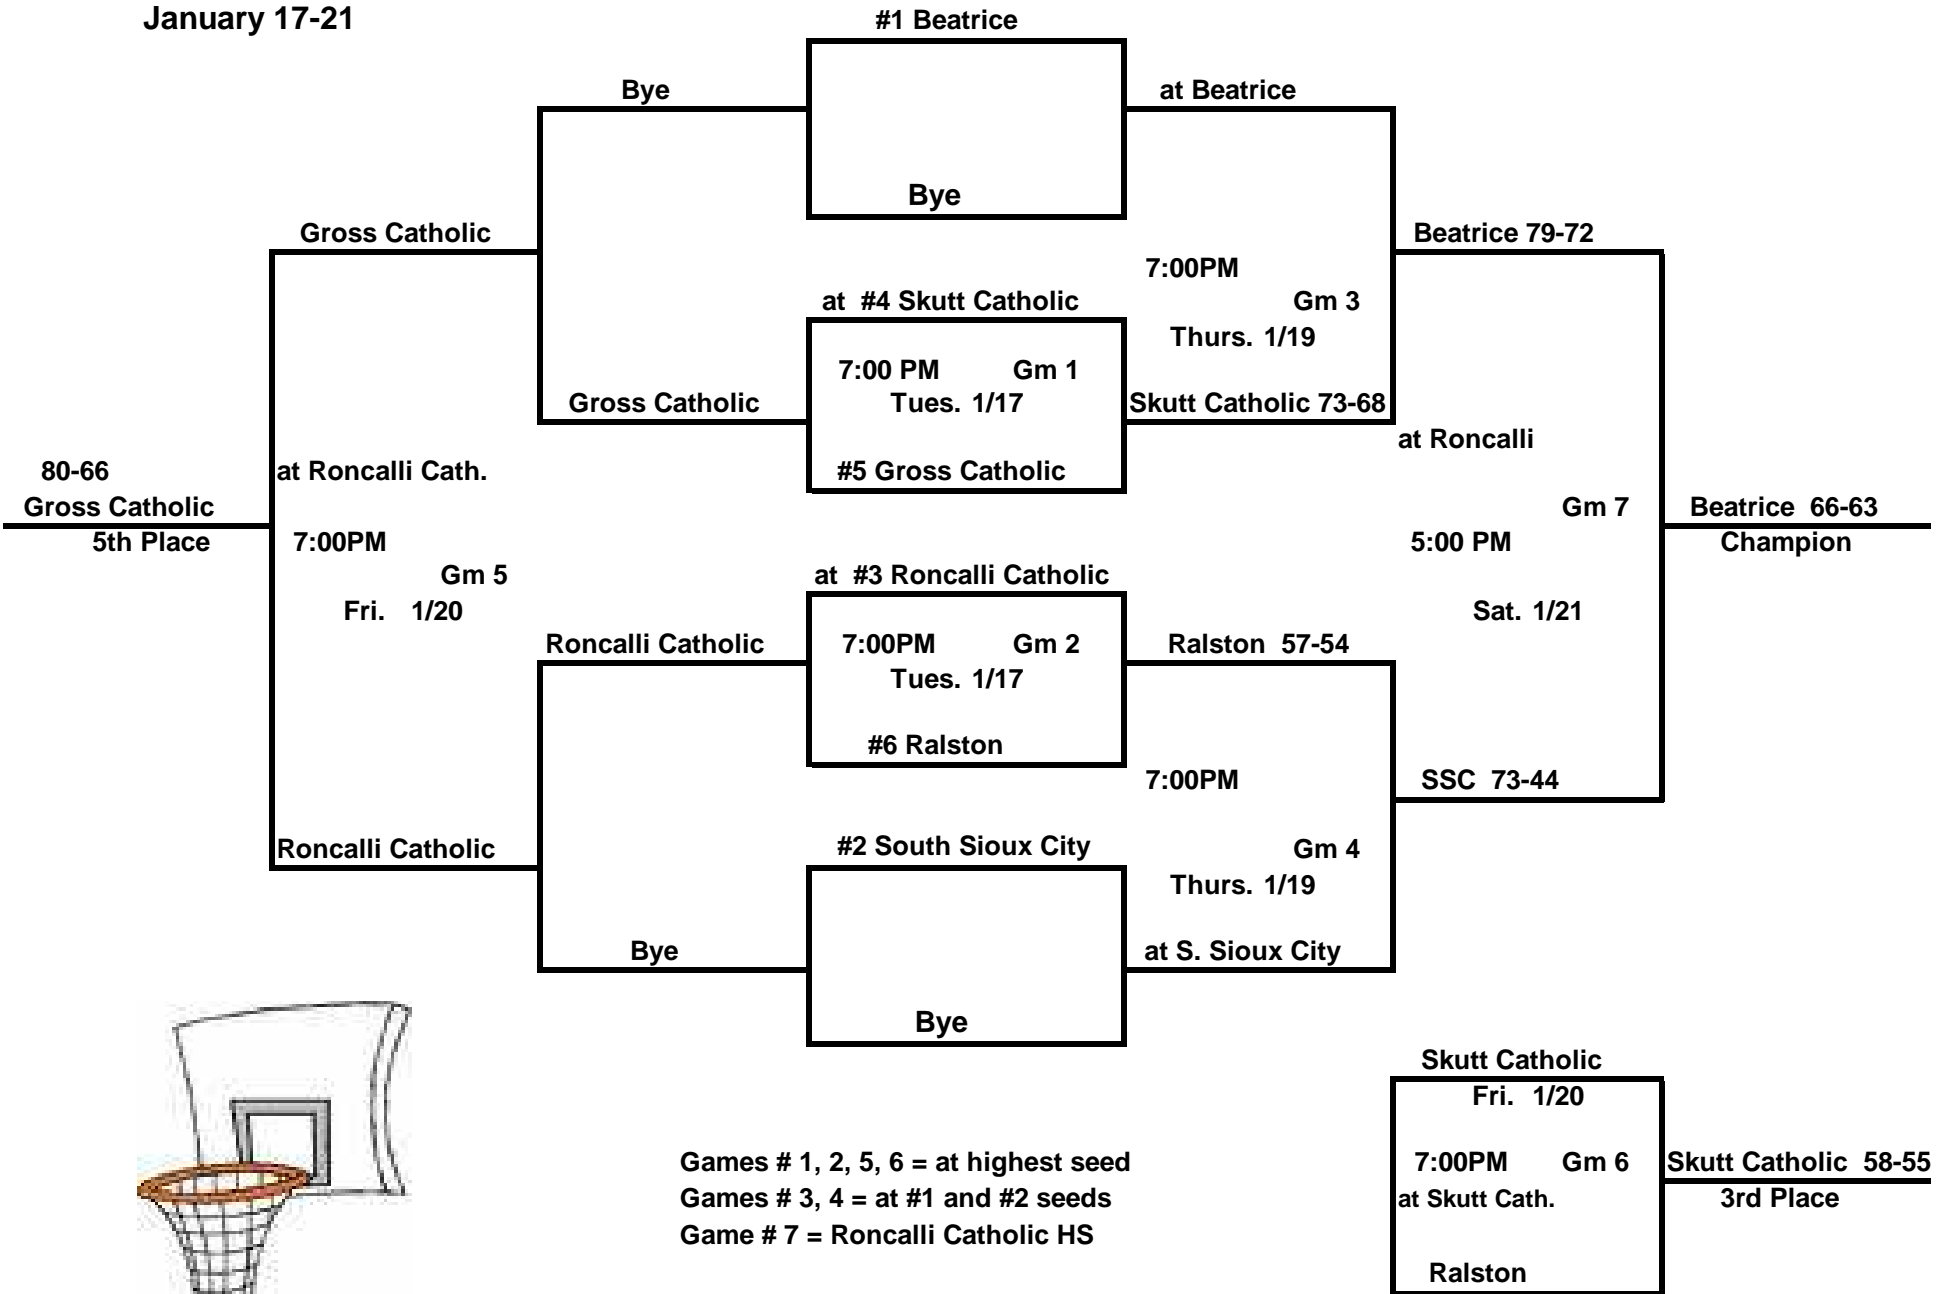 January 17-21
#1 Beatrice
Bye
at Beatrice
Bye
Gross Catholic
Beatrice 79-72
7:00PM
at #4 Skutt Catholic
Gm 3
Thurs. 1/19
7:00 PM Gm 1
Gross Catholic
Tues. 1/17
Skutt Catholic 73-68
at Roncalli
80-66
at Roncalli Cath.
#5 Gross Catholic
Gross Catholic
Gm 7
Beatrice 66-63
5th Place
7:00PM
5:00 PM
Champion
Gm 5
at #3 Roncalli Catholic
Fri. 1/20
Sat. 1/21
Roncalli Catholic
7:00PM Gm 2
Ralston 57-54
Tues. 1/17
#6 Ralston
7:00PM
SSC 73-44
Roncalli Catholic
#2 South Sioux City
Gm 4
Thurs. 1/19
Bye
at S. Sioux City
Bye
Skutt Catholic
Fri. 1/20
Games # 1, 2, 5, 6 = at highest seed
7:00PM Gm 6
Skutt Catholic 58-55
Games # 3, 4 = at #1 and #2 seeds
at Skutt Cath.
3rd Place
Game # 7 = Roncalli Catholic HS
Ralston